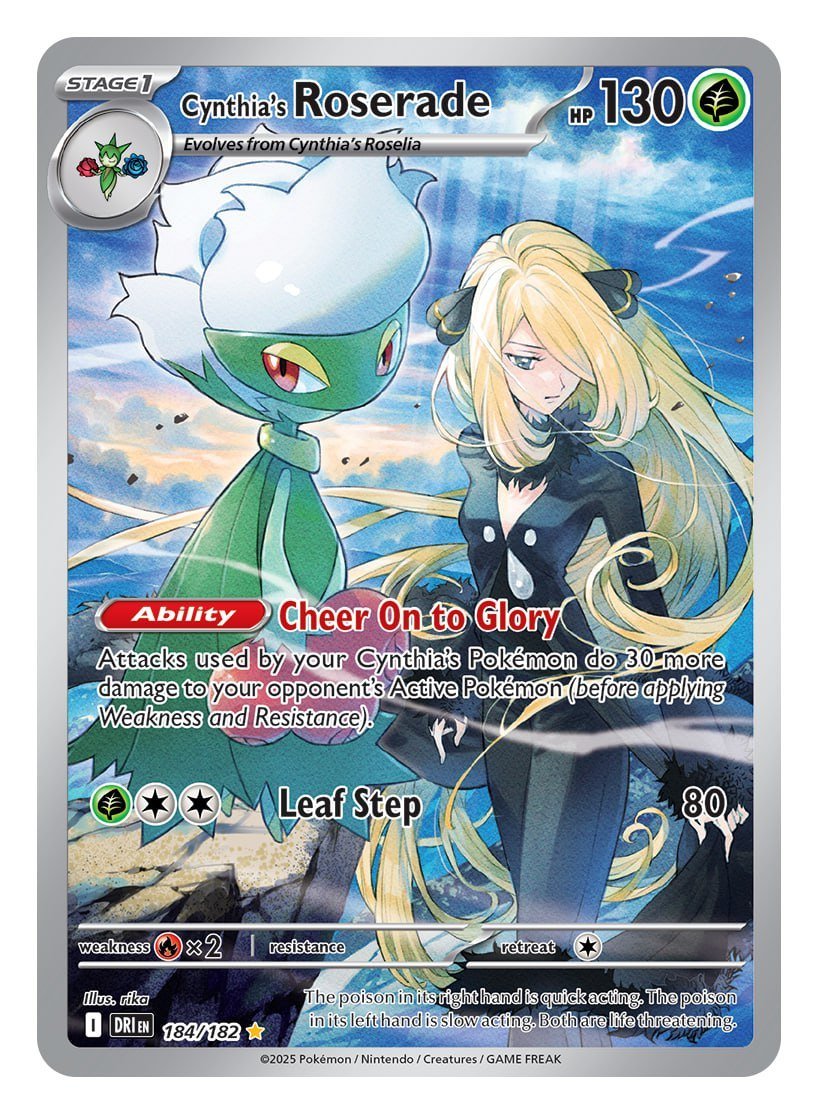 STAGE 1
Cynthia's Roserade
HP 130
Evolves from Cynthia's Roselia
Ability Cheer On to Glory
Attacks used by your Cynthia's Pokémon do 30 more
damage to your opponent's Active Pokémon (before applying
Weakness and Resistance).
Leaf Step 80
weakness ×2 resistance retreat
Illus. rika
The poison in its right hand is quick acting. The poison
in its left hand is slow acting. Both are life threatening.
I DRI EN 184/182
©2025 Pokémon / Nintendo / Creatures / GAME FREAK